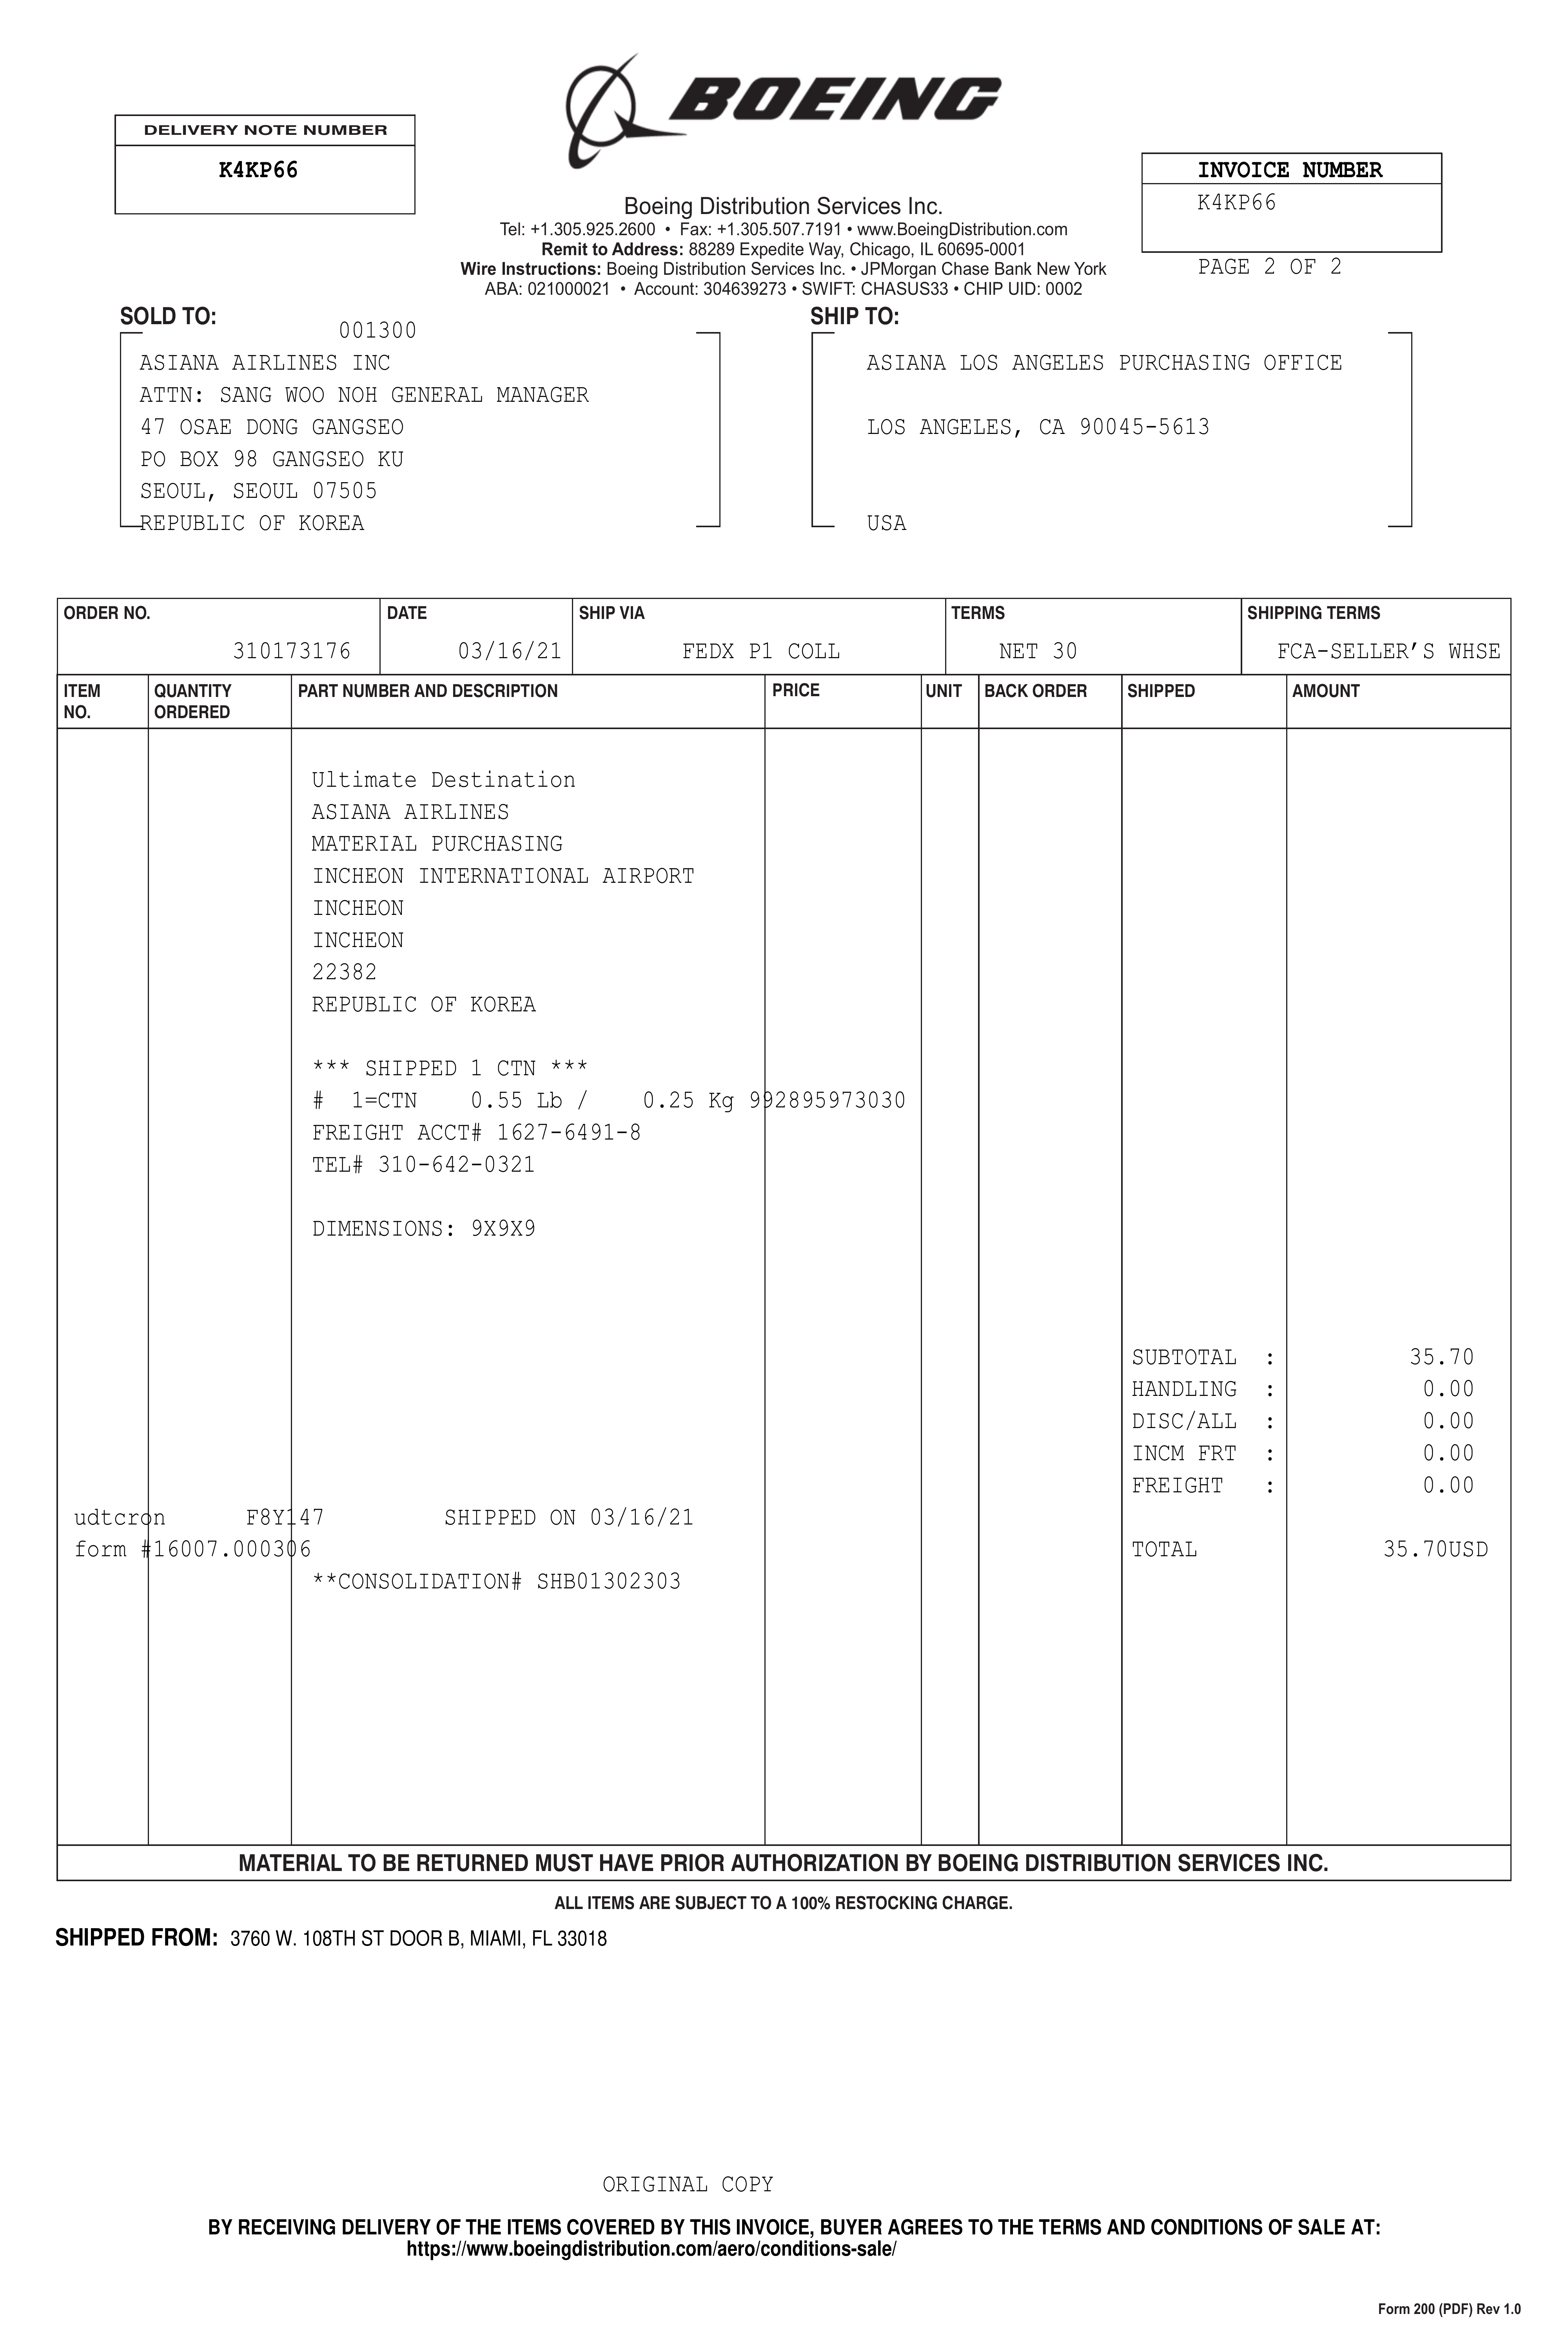 BOEING
DELIVERY NOTE NUMBER
K4KP66
INVOICE NUMBER
K4KP66
PAGE 2 OF 2
Boeing Distribution Services Inc.
Tel: +1.305.925.2600 • Fax: +1.305.507.7191 • www.BoeingDistribution.com
Remit to Address: 88289 Expedite Way, Chicago, IL 60695-0001
Wire Instructions: Boeing Distribution Services Inc. • JPMorgan Chase Bank New York
ABA: 021000021 • Account: 304639273 • SWIFT: CHASUS33 • CHIP UID: 0002
SOLD TO:
001300
ASIANA AIRLINES INC
ATTN: SANG WOO NOH GENERAL MANAGER
47 OSAE DONG GANGSEO
PO BOX 98 GANGSEO KU
SEOUL, SEOUL 07505
REPUBLIC OF KOREA
SHIP TO:
ASIANA LOS ANGELES PURCHASING OFFICE
LOS ANGELES, CA 90045-5613
USA
ORDER NO. DATE SHIP VIA TERMS SHIPPING TERMS
310173176 03/16/21 FEDX P1 COLL NET 30 FCA-SELLER'S WHSE
ITEM NO. QUANTITY ORDERED PART NUMBER AND DESCRIPTION PRICE UNIT BACK ORDER SHIPPED AMOUNT
Ultimate Destination
ASIANA AIRLINES
MATERIAL PURCHASING
INCHEON INTERNATIONAL AIRPORT
INCHEON
INCHEON
22382
REPUBLIC OF KOREA
*** SHIPPED 1 CTN ***
# 1=CTN 0.55 Lb / 0.25 Kg 992895973030
FREIGHT ACCT# 1627-6491-8
TEL# 310-642-0321
DIMENSIONS: 9X9X9
SUBTOTAL : 35.70
HANDLING : 0.00
DISC/ALL : 0.00
INCM FRT : 0.00
FREIGHT : 0.00
udtcron F8Y147 SHIPPED ON 03/16/21
form #16007.000306 TOTAL 35.70USD
**CONSOLIDATION# SHB01302303
MATERIAL TO BE RETURNED MUST HAVE PRIOR AUTHORIZATION BY BOEING DISTRIBUTION SERVICES INC.
ALL ITEMS ARE SUBJECT TO A 100% RESTOCKING CHARGE.
SHIPPED FROM: 3760 W. 108TH ST DOOR B, MIAMI, FL 33018
ORIGINAL COPY
BY RECEIVING DELIVERY OF THE ITEMS COVERED BY THIS INVOICE, BUYER AGREES TO THE TERMS AND CONDITIONS OF SALE AT:
https://www.boeingdistribution.com/aero/conditions-sale/
Form 200 (PDF) Rev 1.0